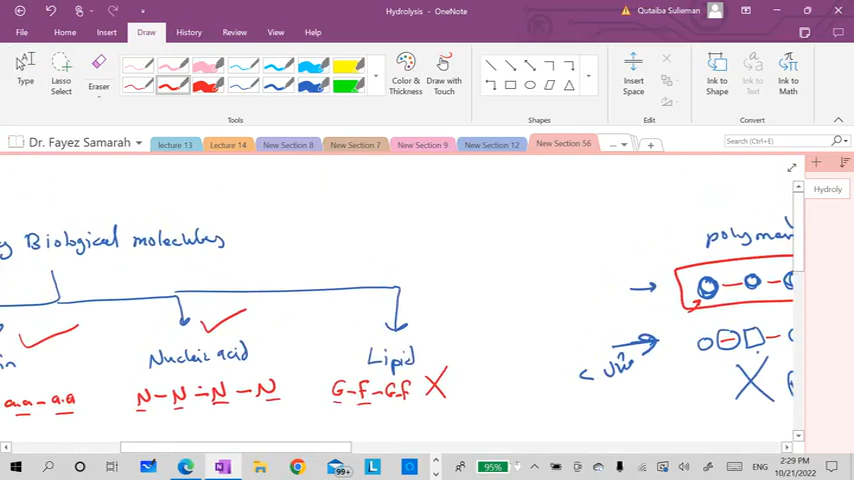 Hydrolysis - OneNote
Qutaiba Sulieman
File Home Insert Draw History Review View Help
Type
Lasso Select
Eraser
Color & Thickness
Draw with Touch
Insert Space
Ink to Shape
Ink to Text
Ink to Math
Tools Shapes Edit Convert
Dr. Fayez Samarah
lecture 13 Lecture 14 New Section 8 New Section 7 New Section 9 New Section 12 New Section 56 ...
Search (Ctrl+E)
Hydroly
Biological molecules
polymer
Nucleic acid
Lipid
in
a.a - a.a
N - N - N - N
G - F - G - F
99+
95%
ENG
2:29 PM
10/21/2022